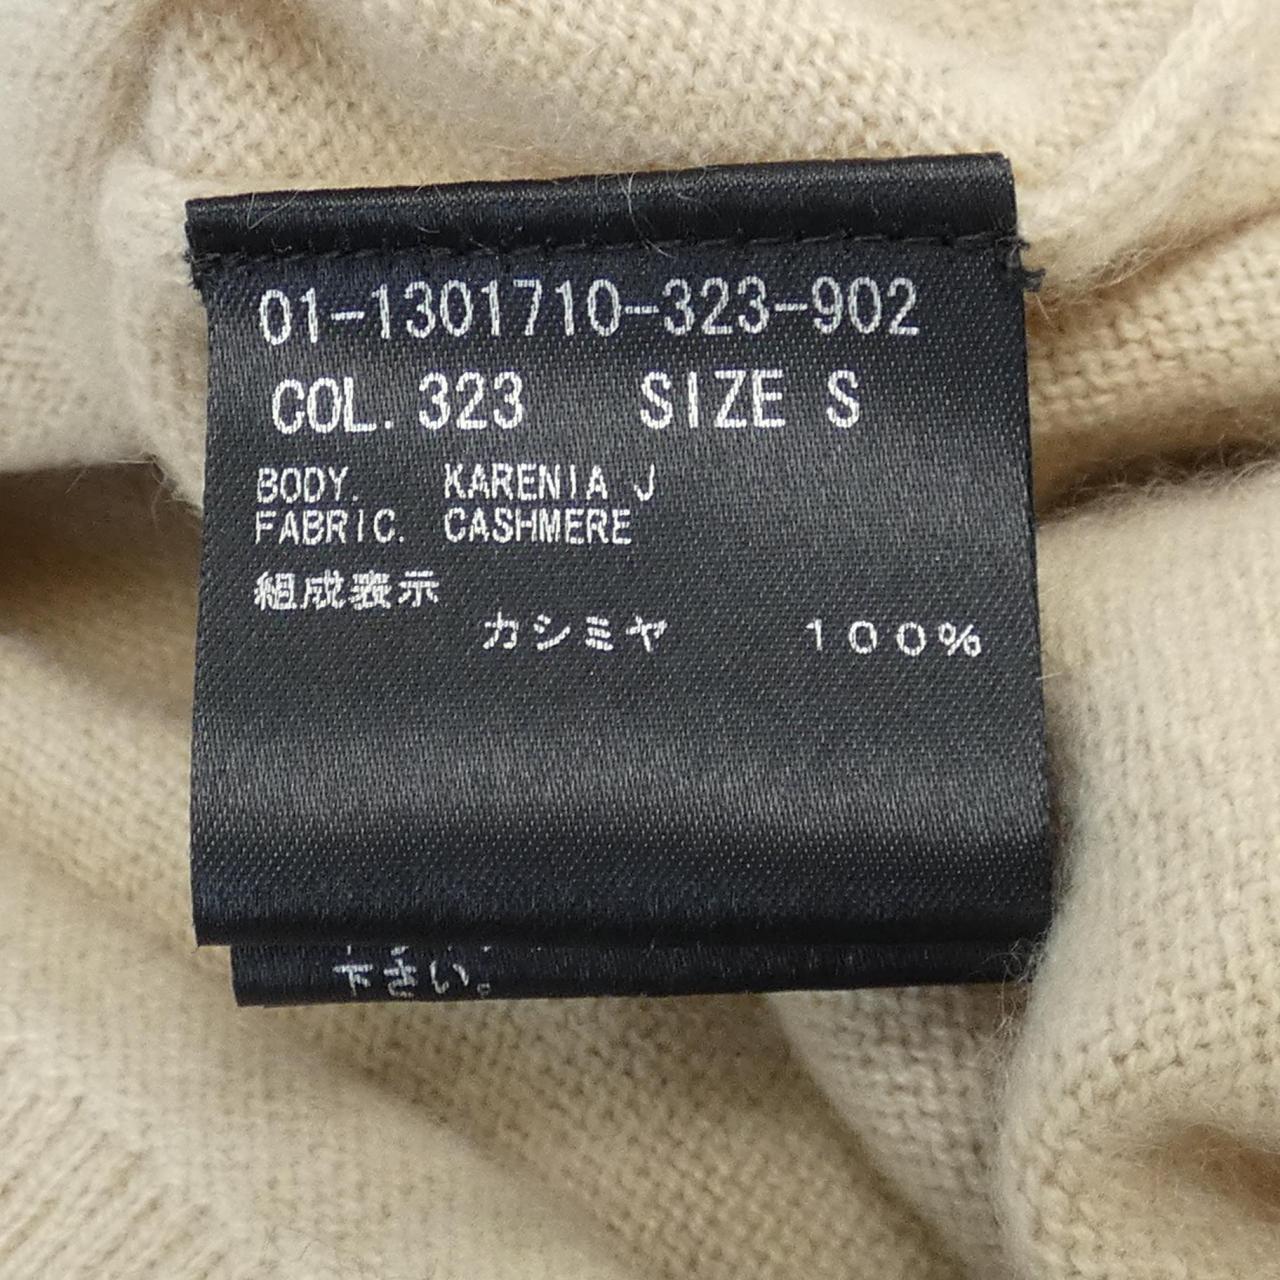 01-1301710-323-902
COL. 323 SIZE S
BODY. KARENIA J
FABRIC. CASHMERE
組成表示
カシミヤ 100%
下さい。